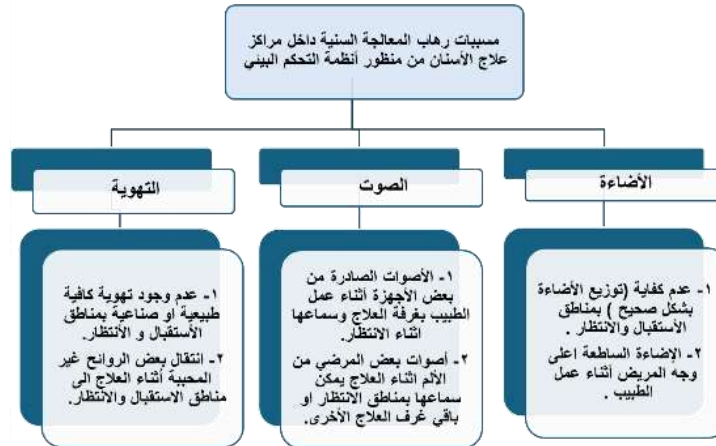 مسببات رهاب المعالجة السنية داخل مراكز
علاج الأسنان من منظور أنظمة التحكم البيئي
الأضاءة
١- عدم كفاية (توزيع الأضاءة
بشكل صحيح ) بمناطق
الأستقبال والانتظار .
٢- الإضاءة الساطعة اعلى
وجه المريض أثناء عمل
الطبيب .
الصوت
١- الأصوات الصادرة من
بعض الأجهزة أثناء عمل
الطبيب بغرفة العلاج وسماعها
اثناء الانتظار.
٢- أصوات بعض المرضي من
الألم اثناء العلاج يمكن
سماعها بمناطق الانتظار او
باقي غرف العلاج الأخرى.
التهوية
١- عدم وجود تهوية كافية
طبيعية او صناعية بمناطق
الأستقبال و الأنتظار.
٢- انتقال بعض الروائح غير
المحببة أثناء العلاج الى
مناطق الاستقبال والانتظار.